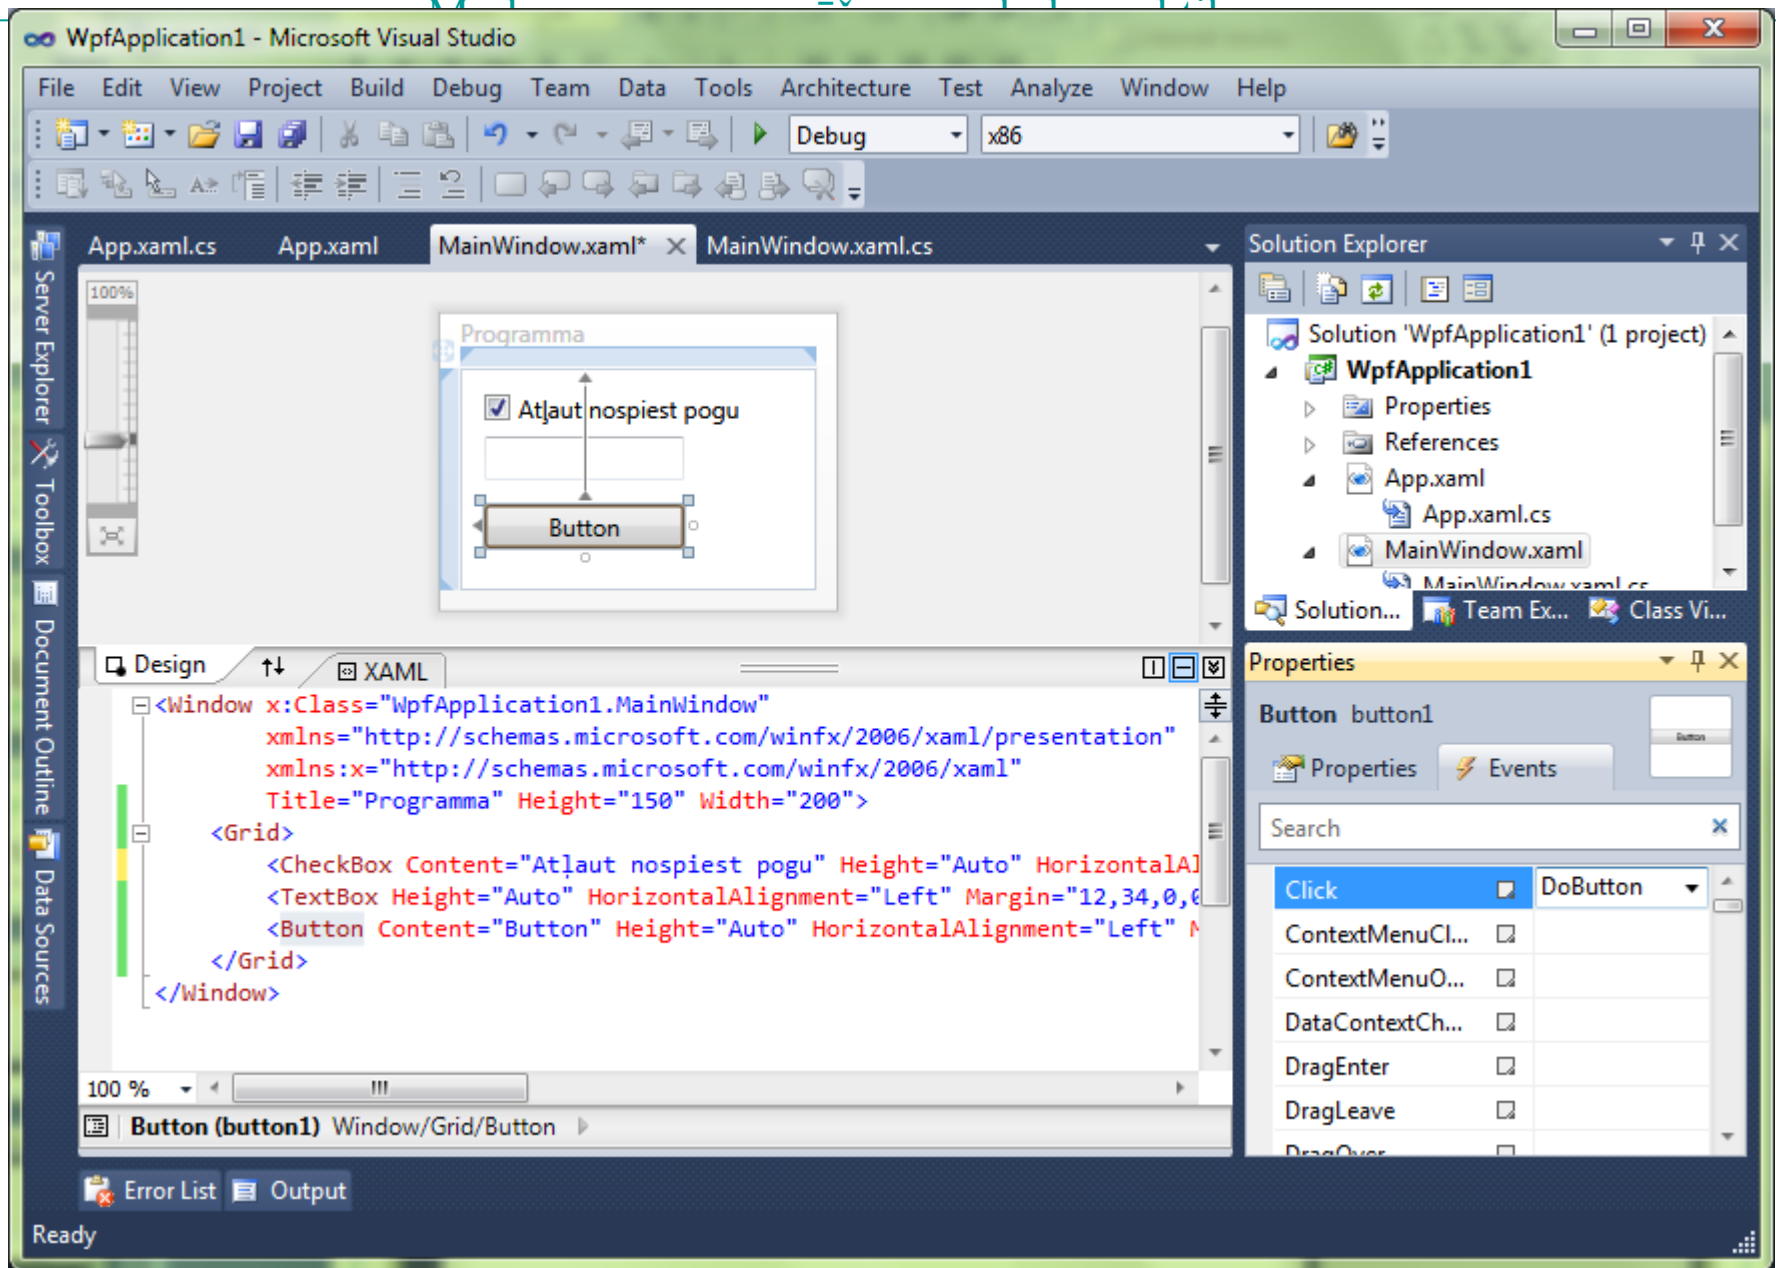 WpfApplication1 - Microsoft Visual Studio
File Edit View Project Build Debug Team Data Tools Architecture Test Analyze Window Help
Debug x86
App.xaml.cs App.xaml MainWindow.xaml* MainWindow.xaml.cs
Server Explorer
Toolbox
Document Outline
Data Sources
100%
Programma
Atļaut nospiest pogu
Button
Design XAML
<Window x:Class="WpfApplication1.MainWindow"
xmlns="http://schemas.microsoft.com/winfx/2006/xaml/presentation"
xmlns:x="http://schemas.microsoft.com/winfx/2006/xaml"
Title="Programma" Height="150" Width="200">
<Grid>
<CheckBox Content="Atļaut nospiest pogu" Height="Auto" HorizontalAl
<TextBox Height="Auto" HorizontalAlignment="Left" Margin="12,34,0,0
<Button Content="Button" Height="Auto" HorizontalAlignment="Left" M
</Grid>
</Window>
100 %
Button (button1) Window/Grid/Button
Error List Output
Ready
Solution Explorer
Solution 'WpfApplication1' (1 project)
WpfApplication1
Properties
References
App.xaml
App.xaml.cs
MainWindow.xaml
MainWindow.xaml.cs
Solution... Team Ex... Class Vi...
Properties
Button button1
Button
Properties Events
Search
Click DoButton
ContextMenuCl...
ContextMenuO...
DataContextCh...
DragEnter
DragLeave
DragOver